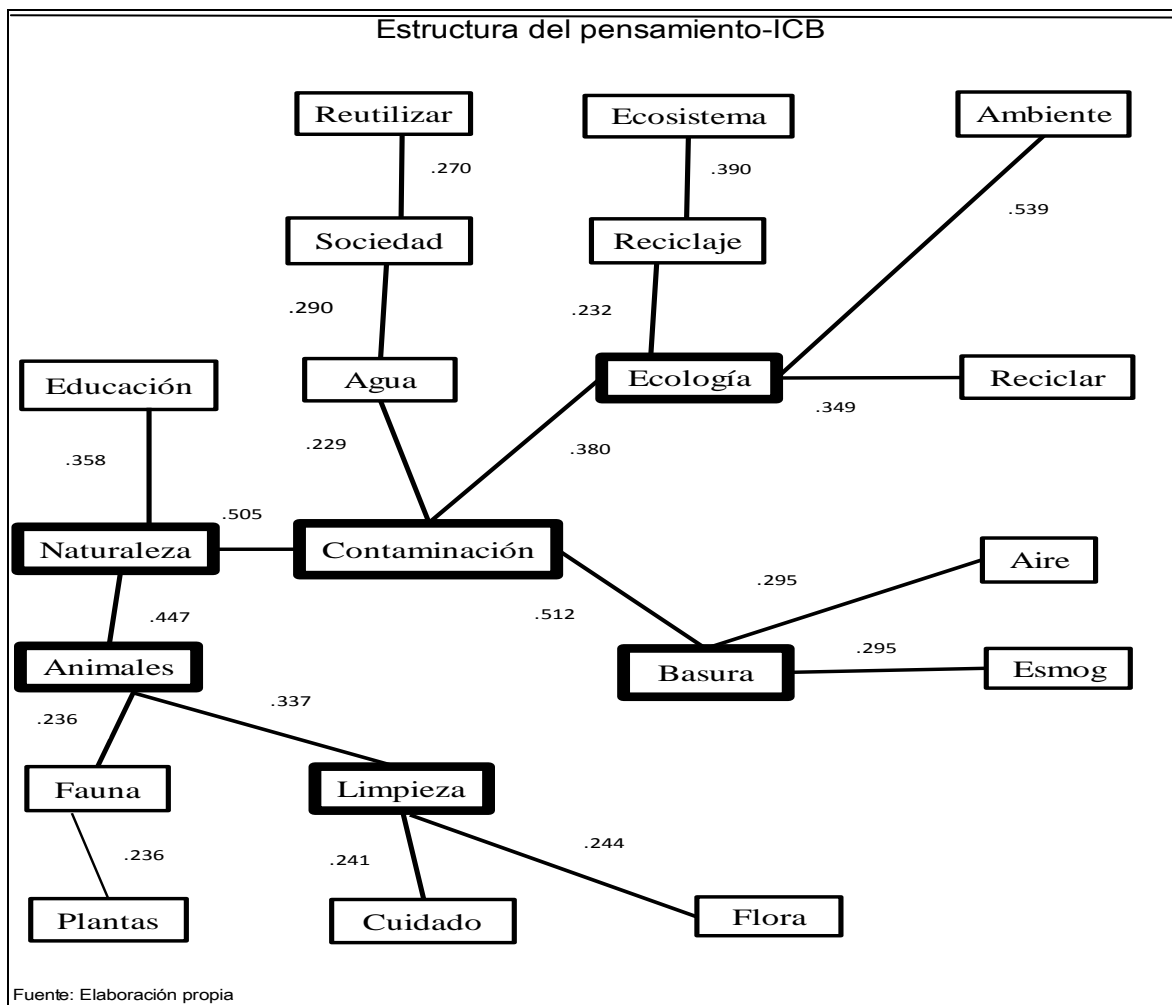 Estructura del pensamiento-ICB
Reutilizar
Ecosistema
Ambiente
.270
.390
.539
Sociedad
Reciclaje
.290
.232
Educación
Agua
Ecología
Reciclar
.349
.358
.229
.380
.505
Naturaleza
Contaminación
Aire
.295
.447
.512
Animales
Basura
.295
Esmog
.236
.337
Fauna
Limpieza
.236
.241
.244
Plantas
Cuidado
Flora
Fuente: Elaboración propia